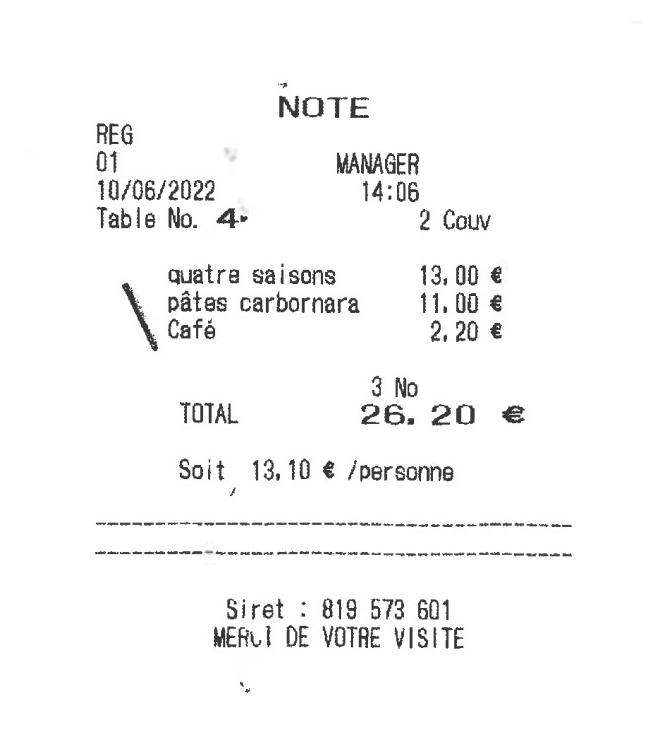 NOTE
REG
01 MANAGER
10/06/2022 14:06
Table No. 4 2 Couv
quatre saisons 13,00 €
pâtes carbornara 11,00 €
Café 2,20 €
3 No
TOTAL 26.20 €
Soit 13,10 € /personne
Siret : 819 573 601
MERCI DE VOTRE VISITE